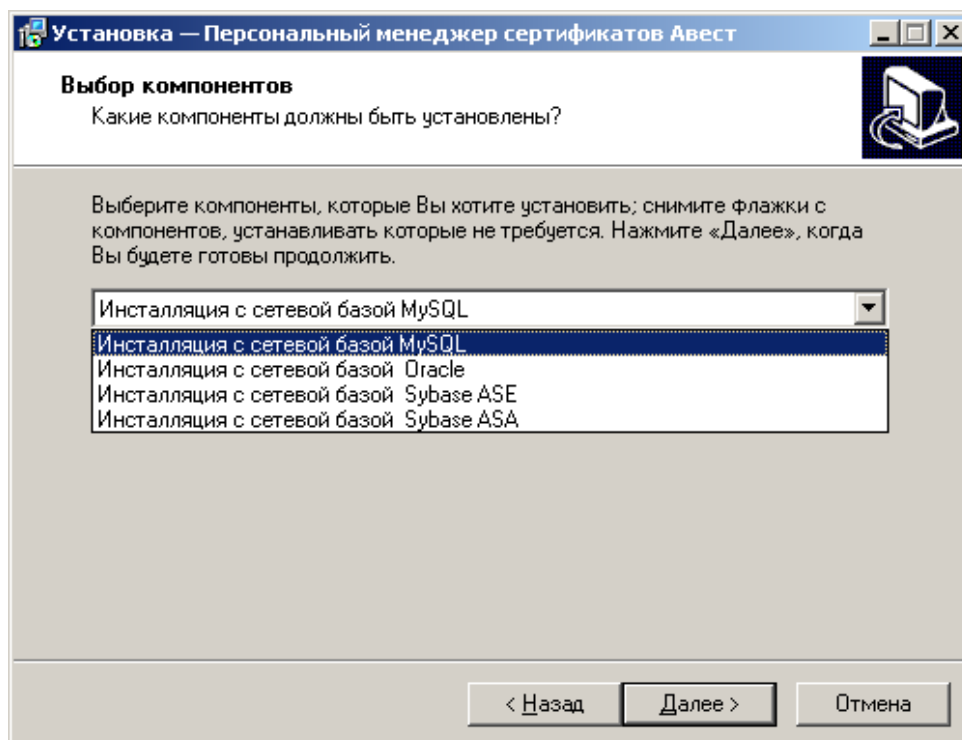 Установка — Персональный менеджер сертификатов Авест
Выбор компонентов
Какие компоненты должны быть установлены?
Выберите компоненты, которые Вы хотите установить; снимите флажки с
компонентов, устанавливать которые не требуется. Нажмите «Далее», когда
Вы будете готовы продолжить.
Инсталляция с сетевой базой MySQL
Инсталляция с сетевой базой MySQL
Инсталляция с сетевой базой  Oracle
Инсталляция с сетевой базой  Sybase ASE
Инсталляция с сетевой базой  Sybase ASA
< Назад
Далее >
Отмена